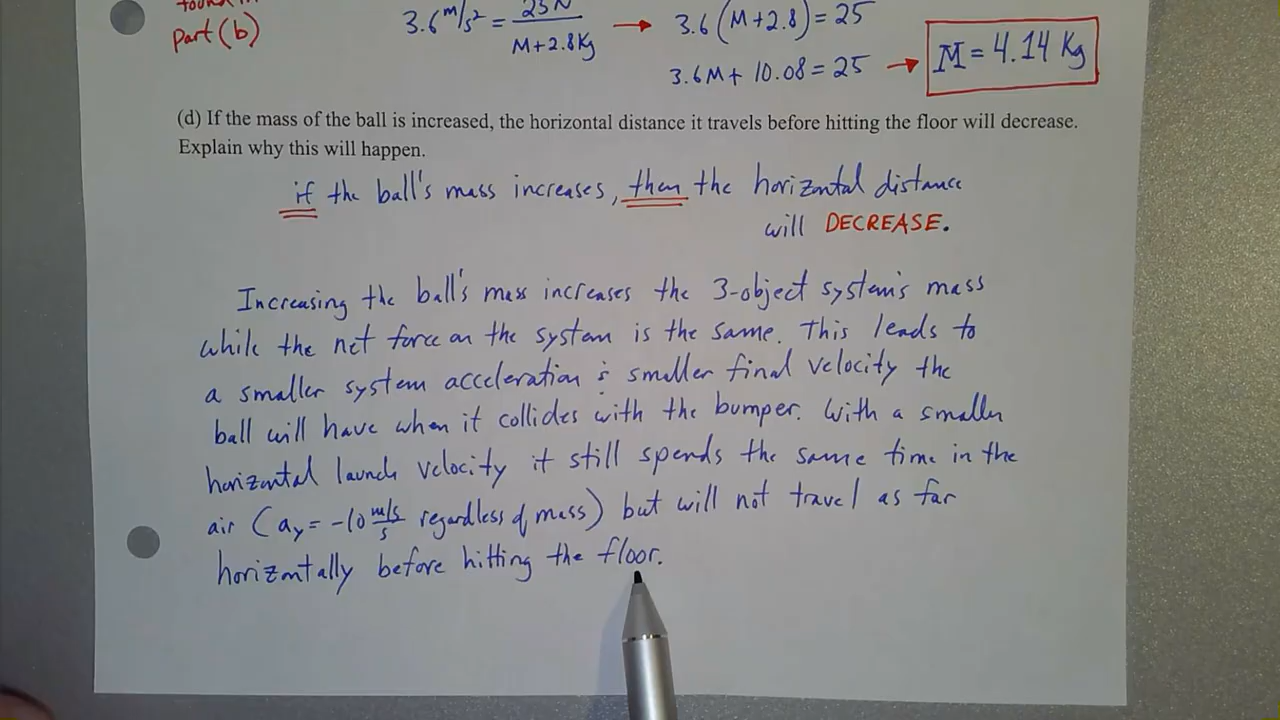 found in
part (b)
3.6 m/s² = 25N / M+2.8Kg → 3.6(M+2.8)=25
3.6M + 10.08 = 25 → M = 4.14 Kg
(d) If the mass of the ball is increased, the horizontal distance it travels before hitting the floor will decrease.
Explain why this will happen.
if the ball's mass increases, then the horizontal distance
will DECREASE.
Increasing the ball's mass increases the 3-object system's mass
while the net force on the system is the same. This leads to
a smaller system acceleration & smaller final velocity the
ball will have when it collides with the bumper. With a smaller
horizontal launch velocity it still spends the same time in the
air (ay = -10 m/s/s regardless of mass) but will not travel as far
horizontally before hitting the floor.